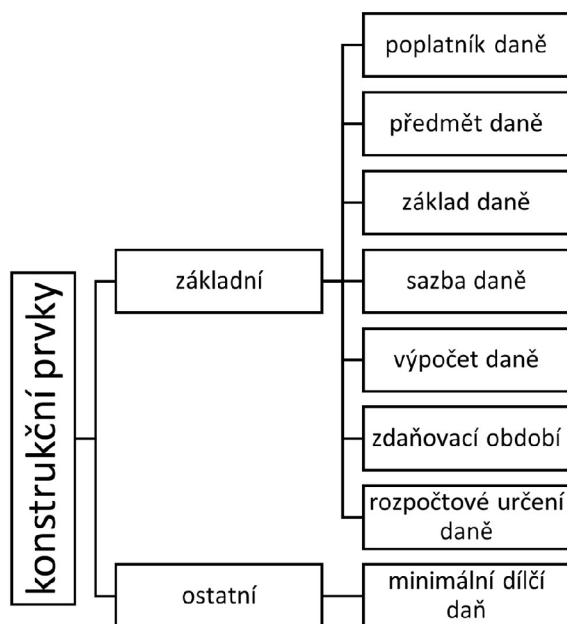 konstrukční prvky
základní
poplatník daně
předmět daně
základ daně
sazba daně
výpočet daně
zdaňovací období
rozpočtové určení
daně
ostatní
minimální dílčí
daň